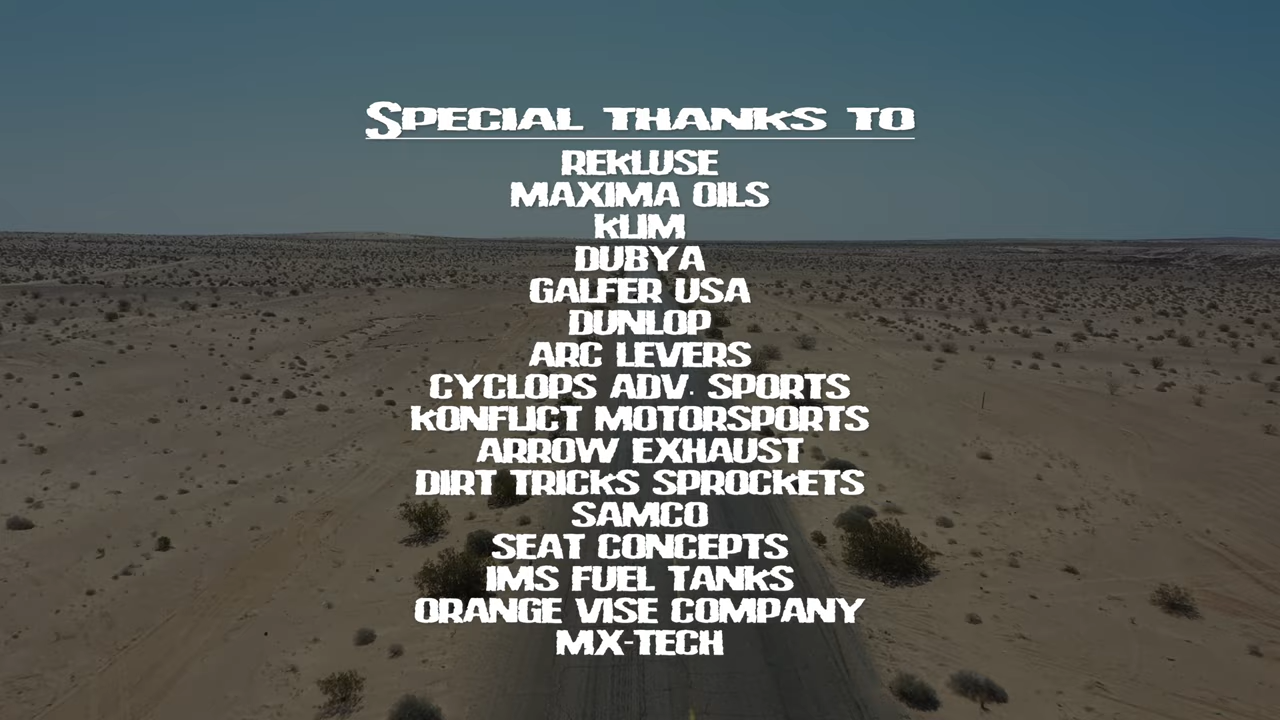 Special thanks to
REKLUSE
MAXIMA OILS
KLIM
DUBYA
GALFER USA
DUNLOP
ARC LEVERS
CYCLOPS ADV. SPORTS
KONFLICT MOTORSPORTS
ARROW EXHAUST
DIRT TRICKS SPROCKETS
SAMCO
SEAT CONCEPTS
IMS FUEL TANKS
ORANGE VISE COMPANY
MX-TECH